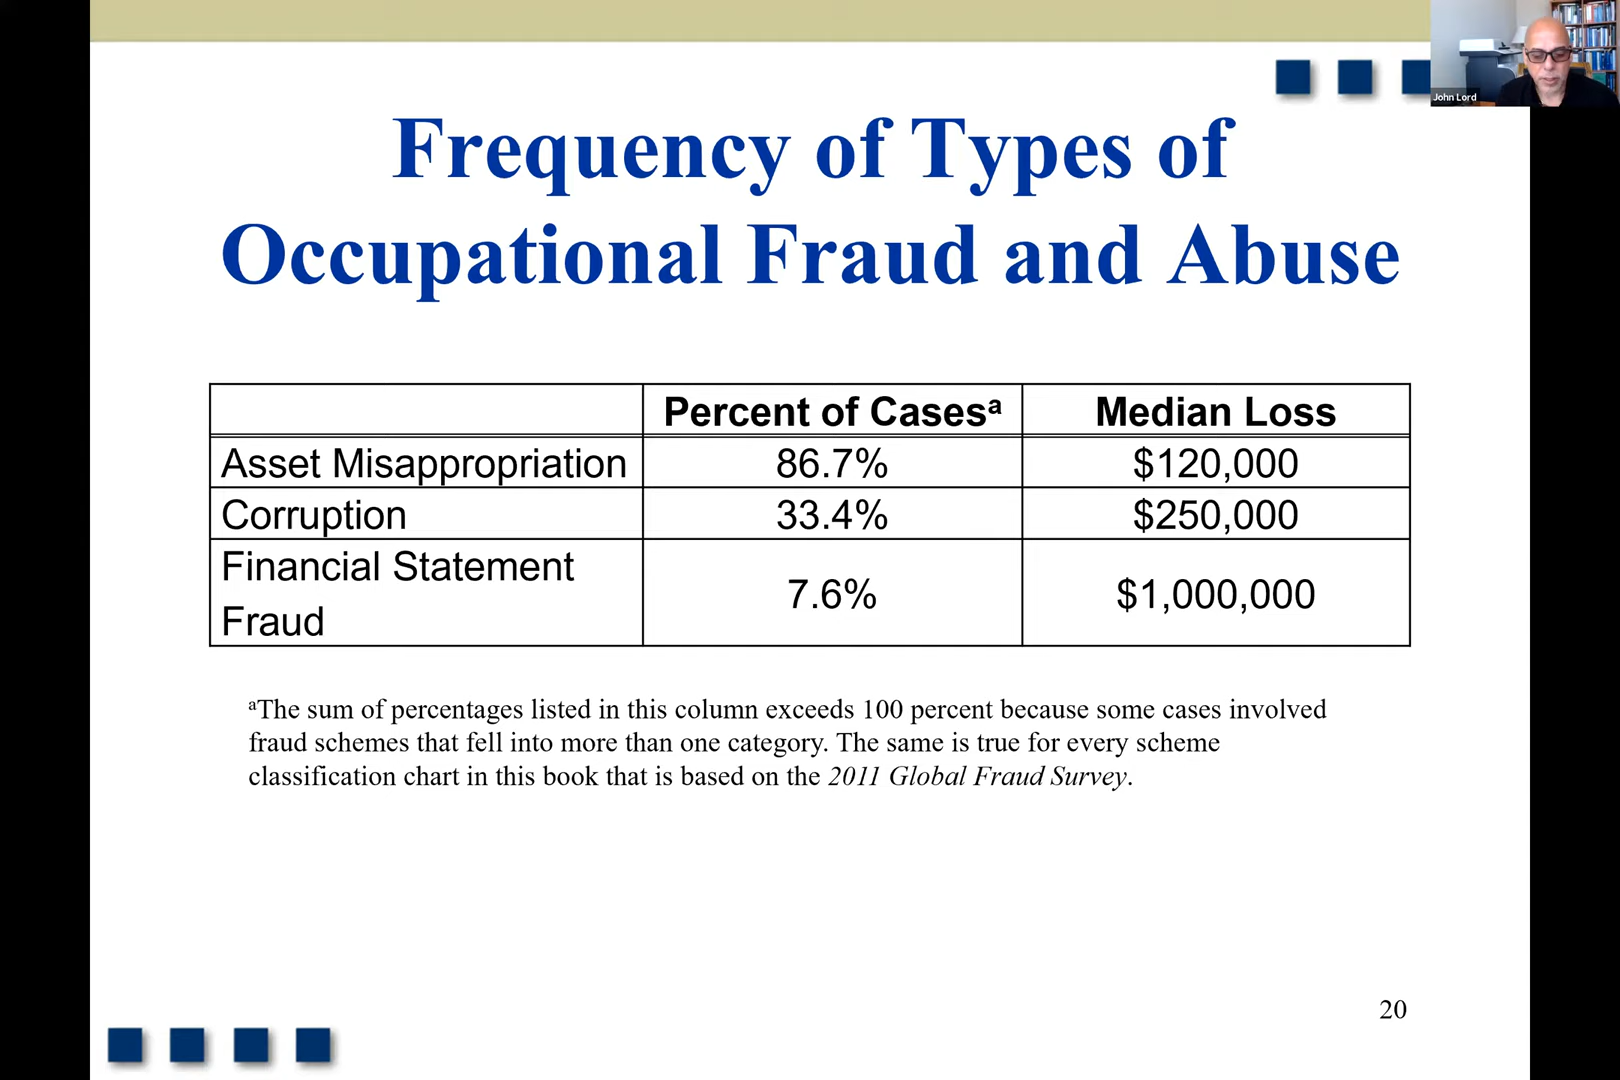 John Lord
Frequency of Types of
Occupational Fraud and Abuse
Percent of Casesᵃ Median Loss
Asset Misappropriation 86.7% $120,000
Corruption 33.4% $250,000
Financial Statement
Fraud 7.6% $1,000,000
ᵃThe sum of percentages listed in this column exceeds 100 percent because some cases involved
fraud schemes that fell into more than one category. The same is true for every scheme
classification chart in this book that is based on the 2011 Global Fraud Survey.
20